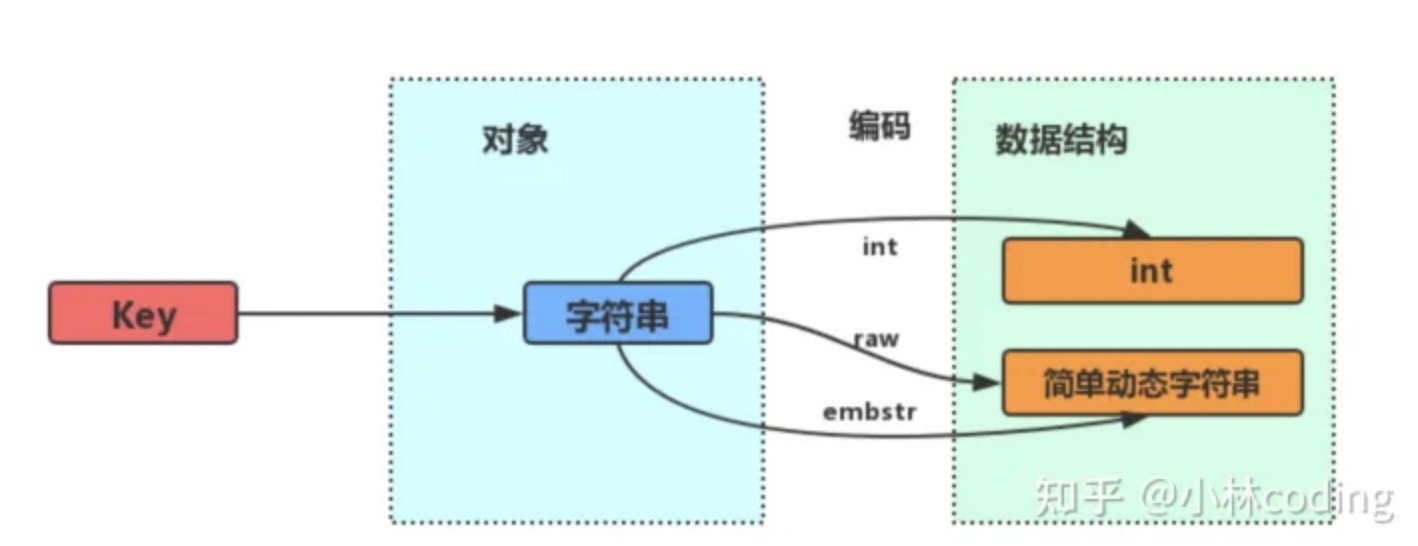 对象
编码
数据结构
int
int
Key
字符串
raw
简单动态字符串
embstr
知乎 @小林coding